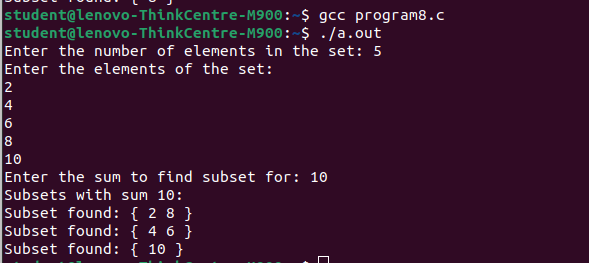 Subset found: { 8 }
student@lenovo-ThinkCentre-M900:~$ gcc program8.c
student@lenovo-ThinkCentre-M900:~$ ./a.out
Enter the number of elements in the set: 5
Enter the elements of the set:
2
4
6
8
10
Enter the sum to find subset for: 10
Subsets with sum 10:
Subset found: { 2 8 }
Subset found: { 4 6 }
Subset found: { 10 }
student@lenovo-ThinkCentre-M900:~$